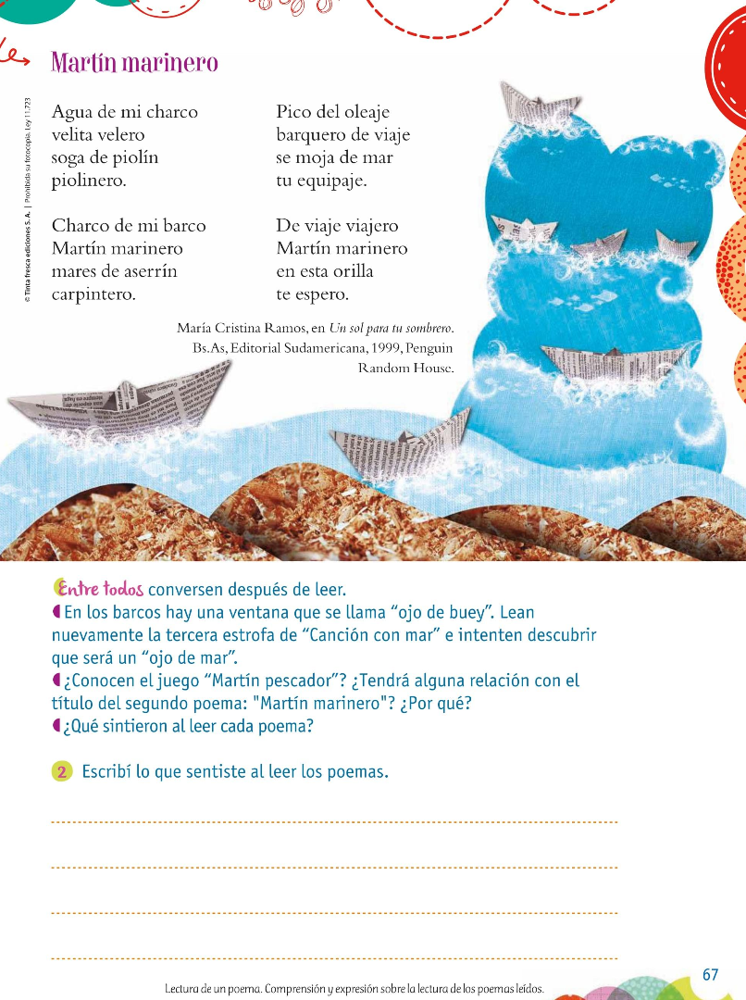 Martín marinero
Agua de mi charco
velita velero
soga de piolín
piolinero.
Charco de mi barco
Martín marinero
mares de aserrín
carpintero.
Pico del oleaje
barquero de viaje
se moja de mar
tu equipaje.
De viaje viajero
Martín marinero
en esta orilla
te espero.
María Cristina Ramos, en Un sol para tu sombrero.
Bs.As, Editorial Sudamericana, 1999, Penguin
Random House.
© Tinta fresca ediciones S. A. | Prohibida su fotocopia. Ley 11.723
Entre todos conversen después de leer.
En los barcos hay una ventana que se llama “ojo de buey”. Lean
nuevamente la tercera estrofa de “Canción con mar” e intenten descubrir
que será un “ojo de mar”.
¿Conocen el juego “Martín pescador”? ¿Tendrá alguna relación con el
título del segundo poema: "Martín marinero"? ¿Por qué?
¿Qué sintieron al leer cada poema?
2 Escribí lo que sentiste al leer los poemas.
67
Lectura de un poema. Comprensión y expresión sobre la lectura de los poemas leídos.